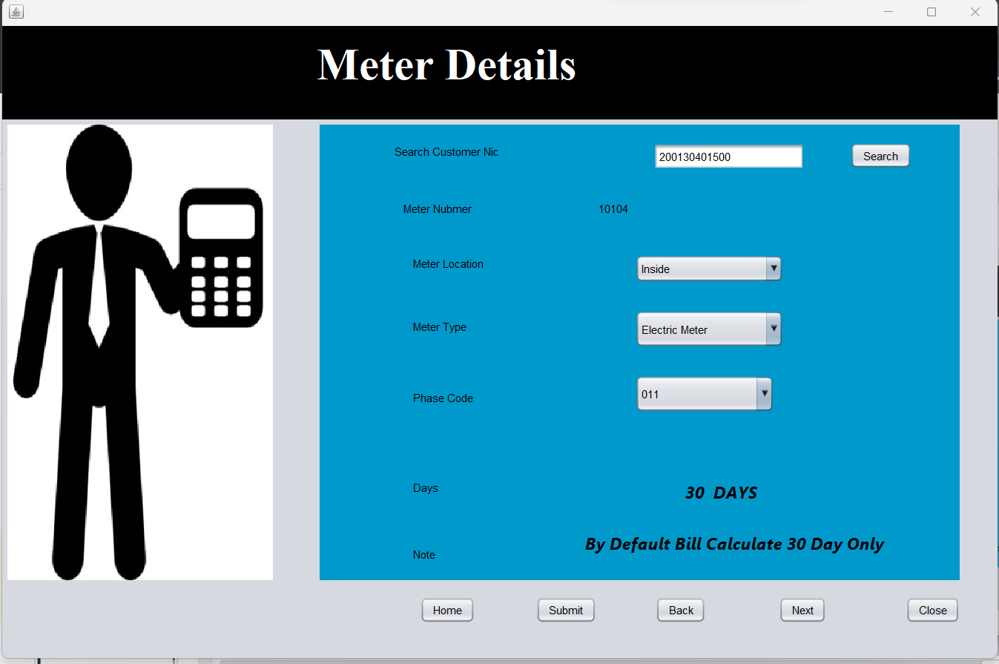 Meter Details
Search Customer Nic 200130401500 Search
Meter Nubmer 10104
Meter Location Inside
Meter Type Electric Meter
Phase Code 011
Days 30 DAYS
Note By Default Bill Calculate 30 Day Only
Home Submit Back Next Close